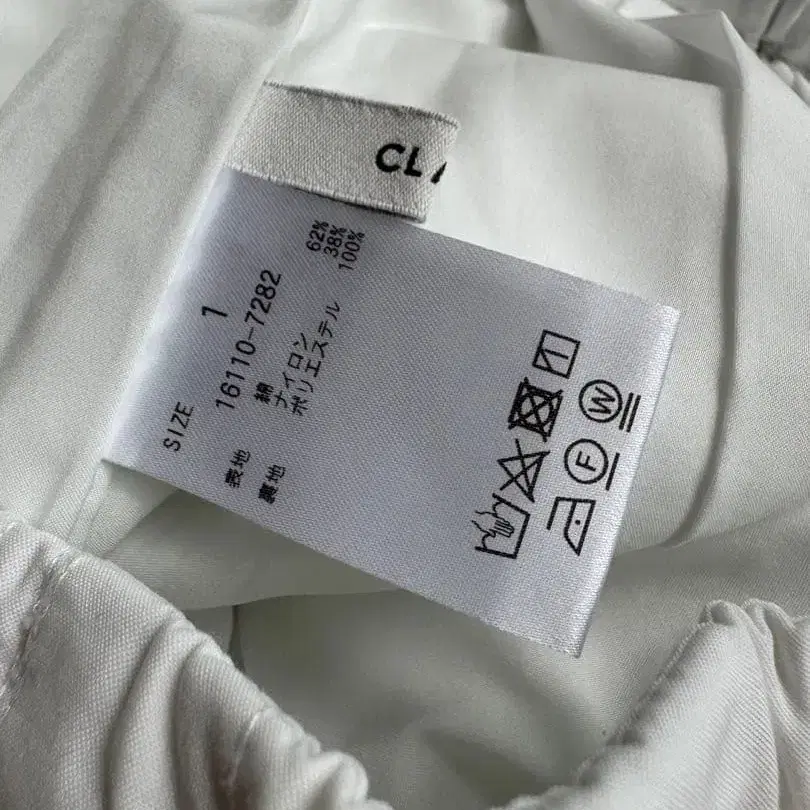 CL
SIZE 1
16110-7282
表地 綿 62%
ナイロン 38%
裏地 ポリエステル 100%
W
F